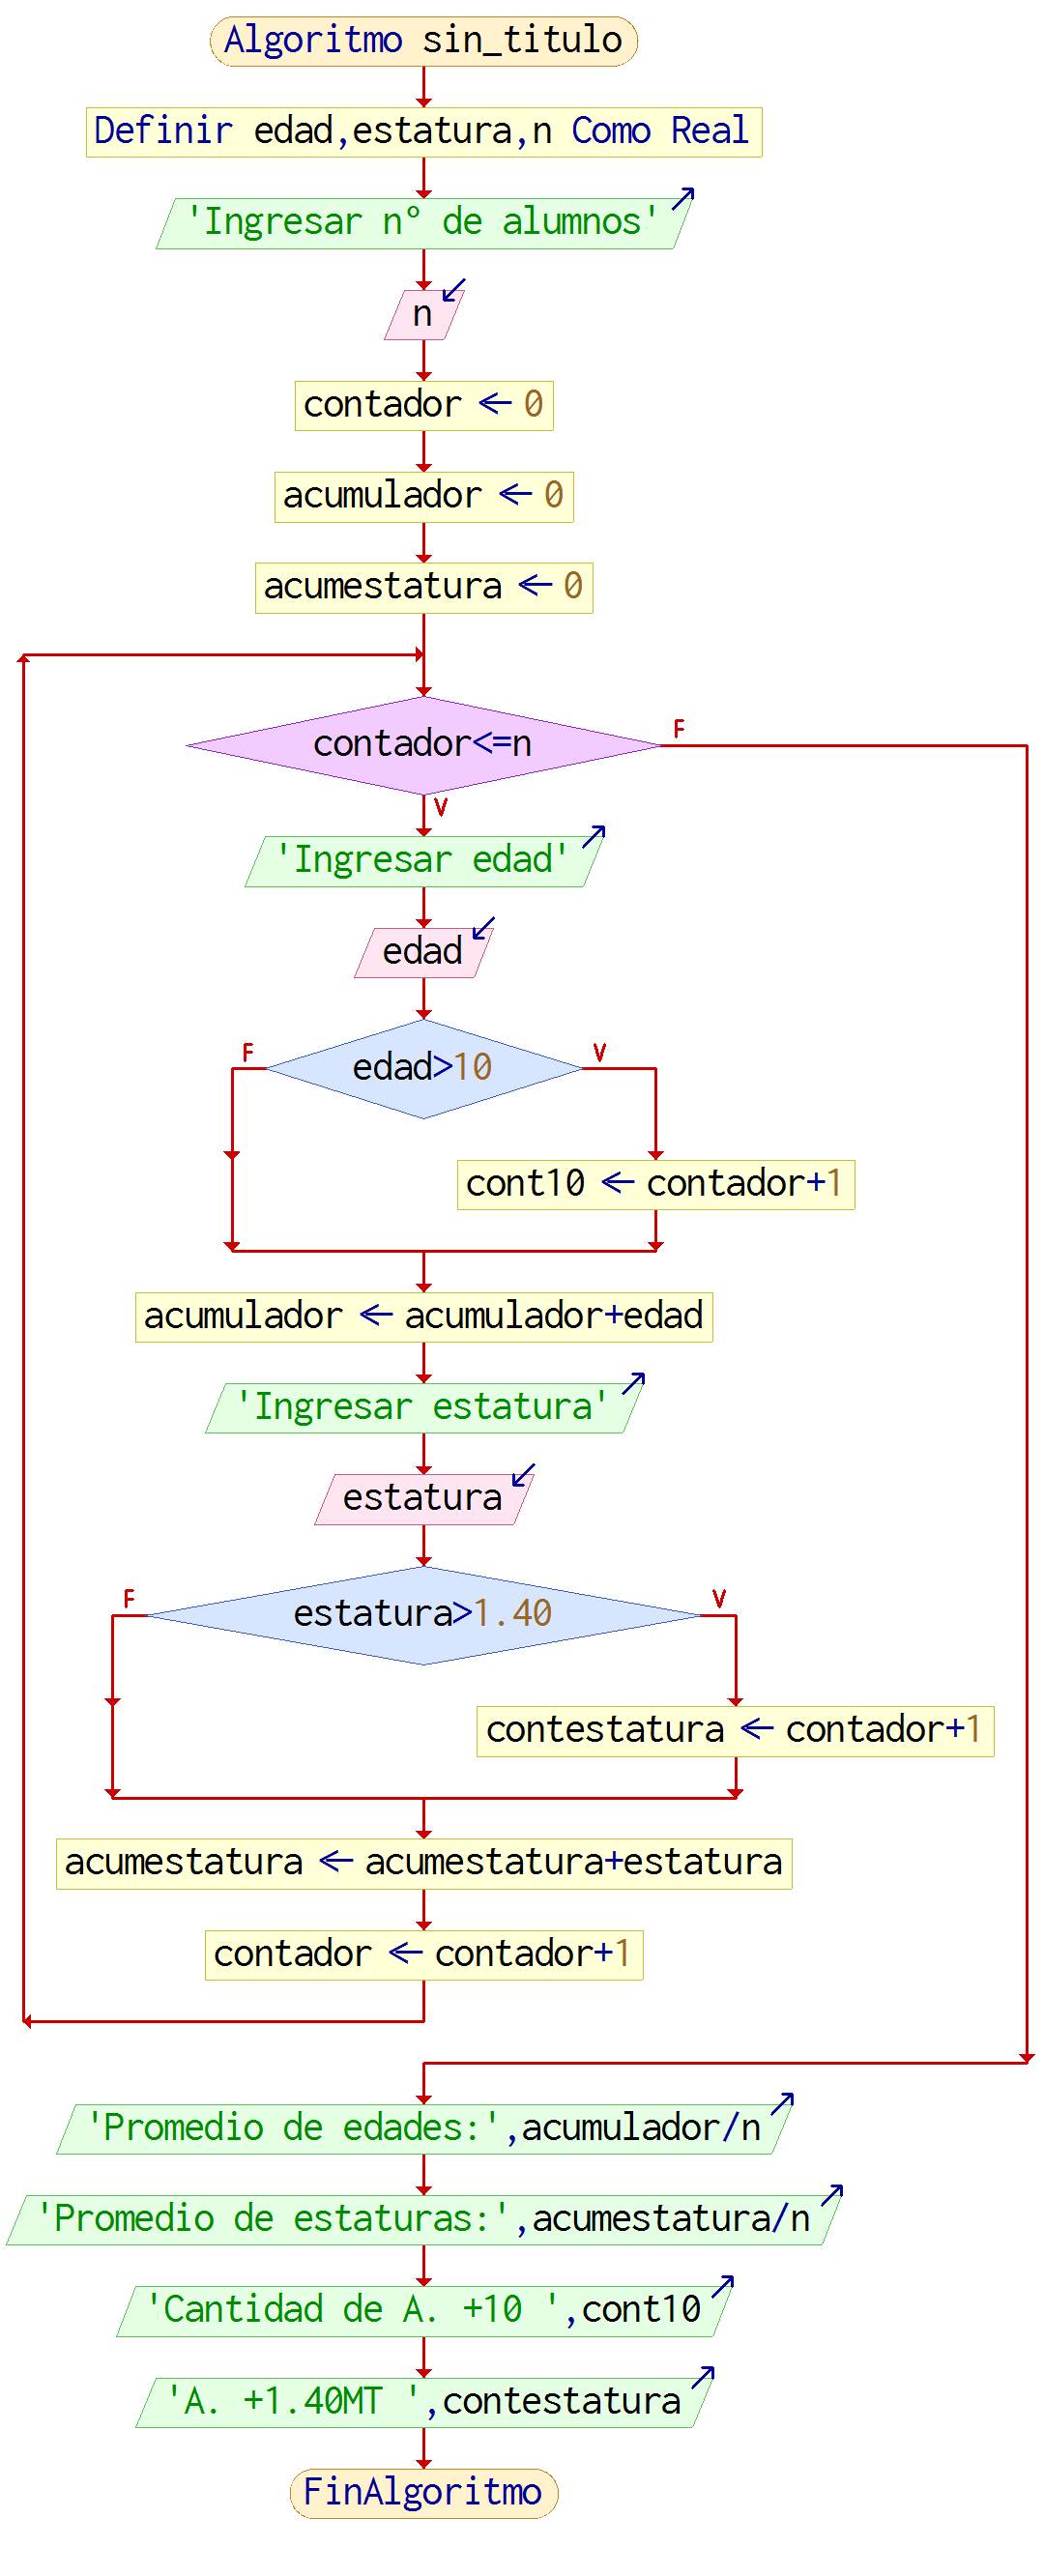 Algoritmo sin_titulo
Definir edad,estatura,n Como Real
'Ingresar n° de alumnos'
n
contador ← 0
acumulador ← 0
acumestatura ← 0
contador<=n
F
V
'Ingresar edad'
edad
F
edad>10
V
cont10 ← contador+1
acumulador ← acumulador+edad
'Ingresar estatura'
estatura
F
estatura>1.40
V
contestatura ← contador+1
acumestatura ← acumestatura+estatura
contador ← contador+1
'Promedio de edades:',acumulador/n
'Promedio de estaturas:',acumestatura/n
'Cantidad de A. +10 ',cont10
'A. +1.40MT ',contestatura
FinAlgoritmo